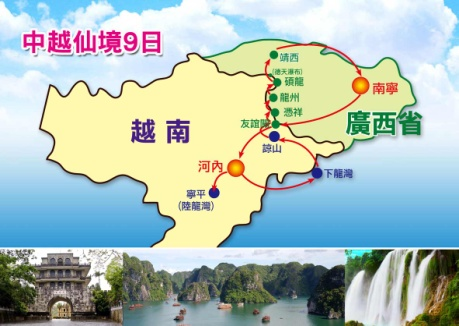 中越仙境9日
靖西
(德天瀑布)
碩龍
南寧
龍州
憑祥
友誼關
廣西省
越南
諒山
河內
下龍灣
寧平
(陸龍灣)